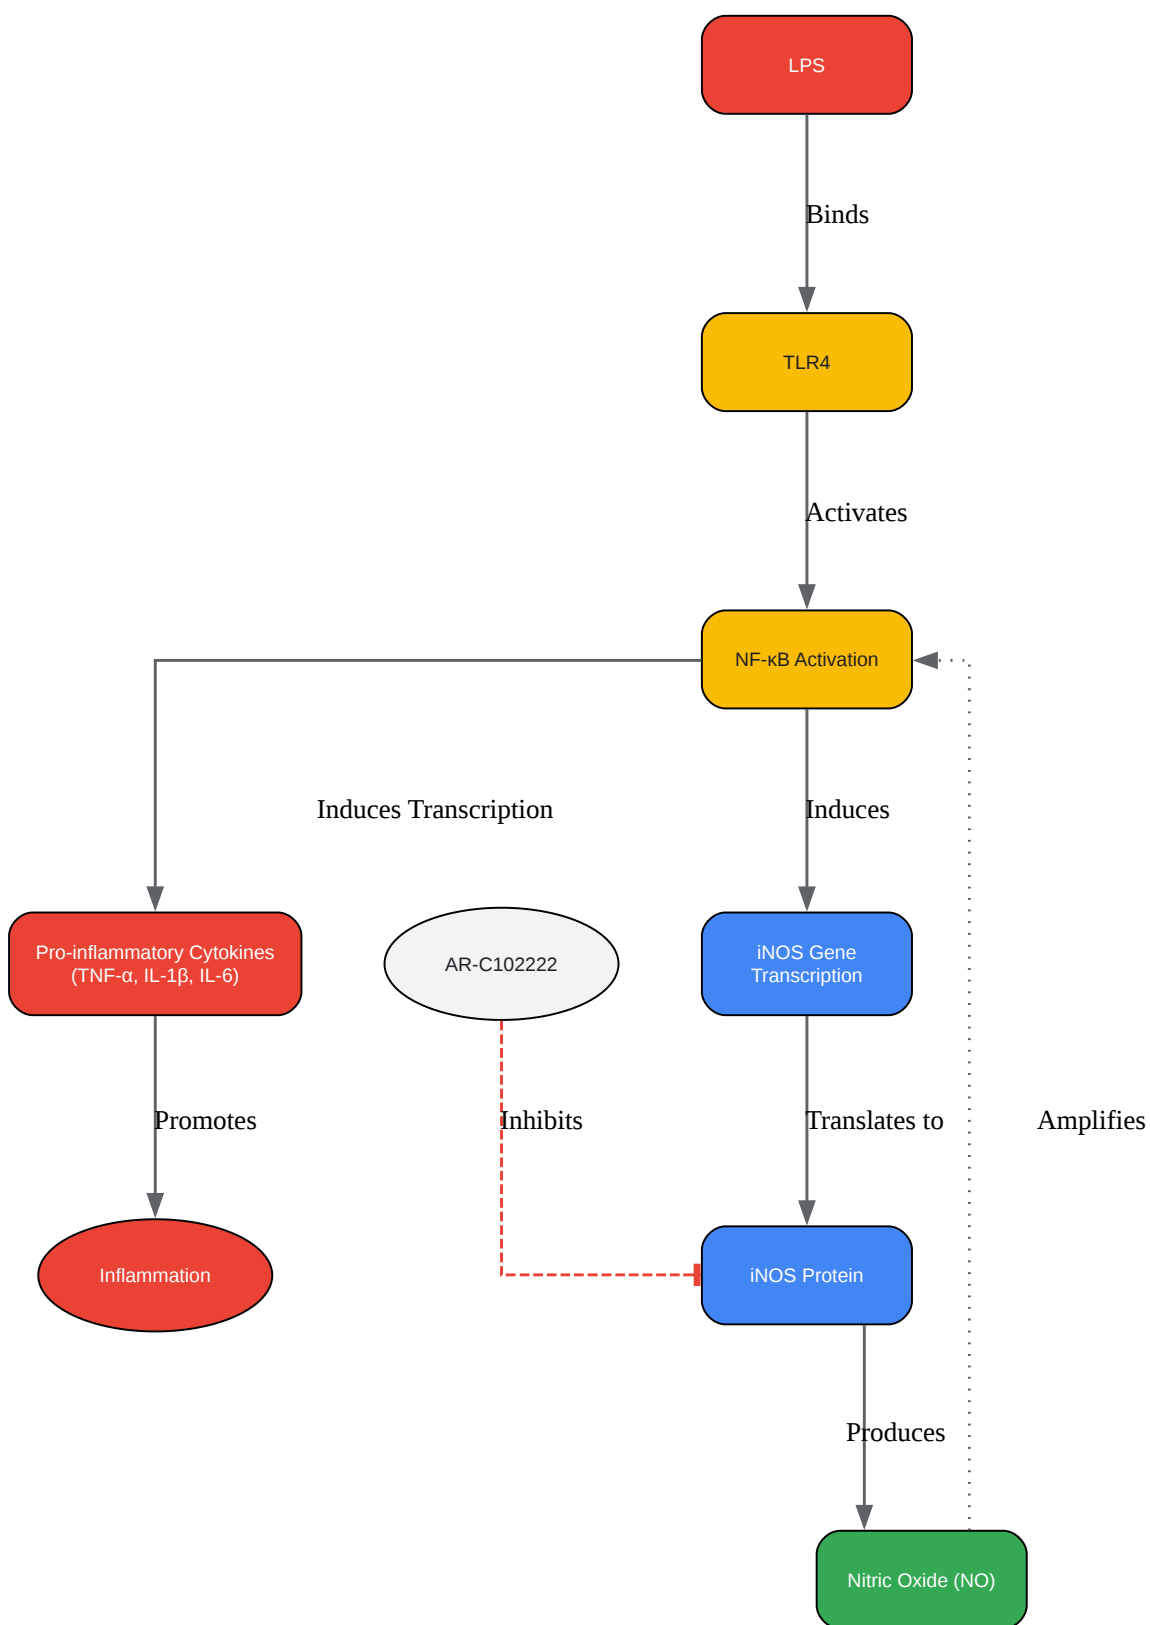 LPS
Binds
TLR4
Activates
NF-κB Activation
Induces Transcription
Induces
Pro-inflammatory Cytokines
(TNF-α, IL-1β, IL-6)
AR-C102222
iNOS Gene
Transcription
Promotes
Inhibits
Translates to
Amplifies
Inflammation
iNOS Protein
Produces
Nitric Oxide (NO)